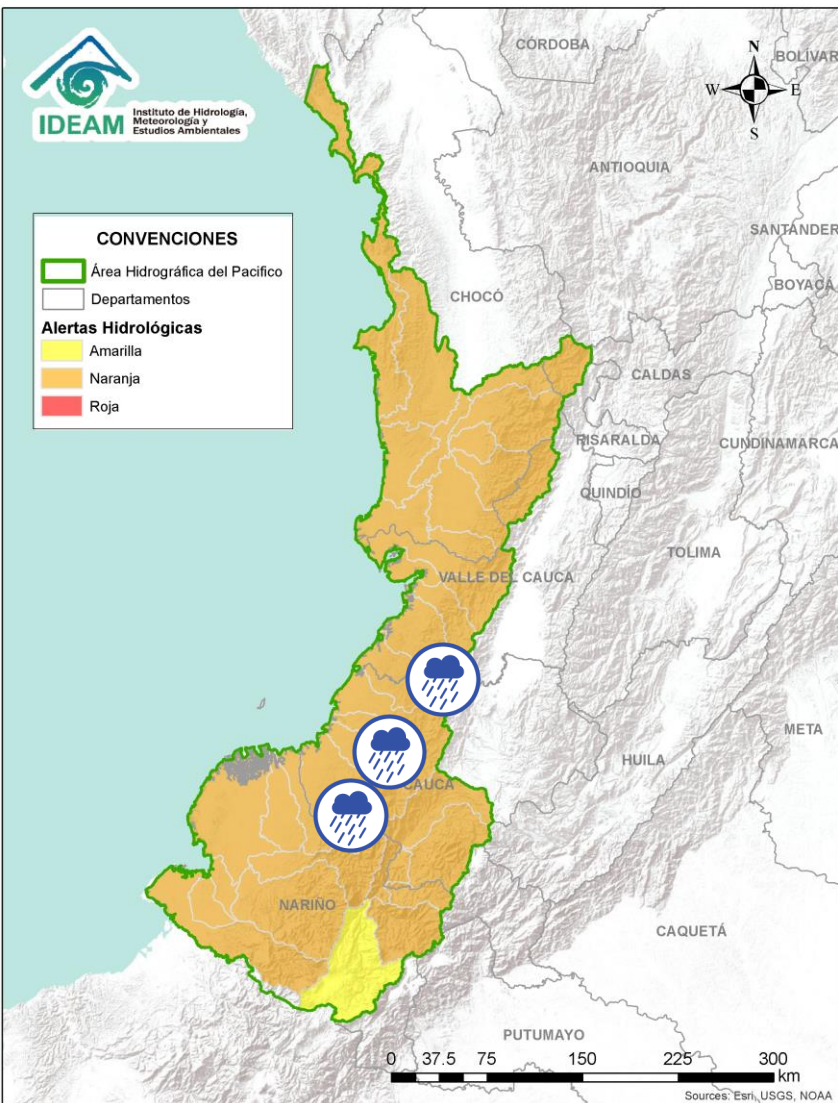 CÓRDOBA
BOLÍVAR
N
W
E
S
IDEAM
Instituto de Hidrología,
Meteorología y
Estudios Ambientales
ANTIOQUIA
SANTANDER
CONVENCIONES
Área Hidrográfica del Pacifico
Departamentos
Alertas Hidrológicas
Amarilla
Naranja
Roja
BOYACÁ
CHOCÓ
CALDAS
RISARALDA
CUNDINAMARCA
QUINDÍO
TOLIMA
VALLE DEL CAUCA
META
HUILA
CAUCA
NARIÑO
CAQUETÁ
PUTUMAYO
0 37.5 75 150 225 300
km
Sources: Esri, USGS, NOAA